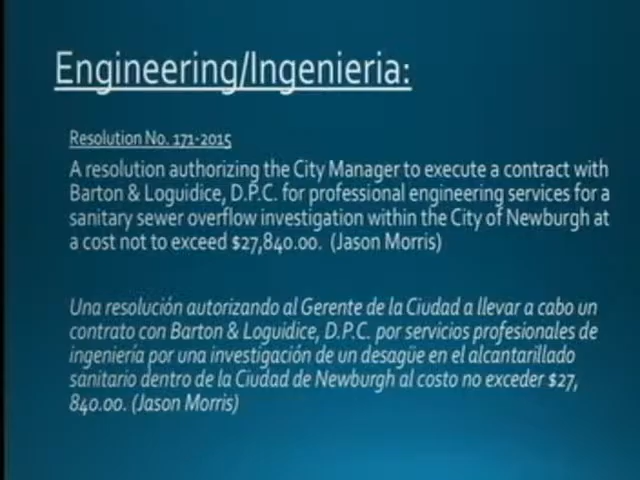 Engineering/Ingenieria:
Resolution No. 171-2015
A resolution authorizing the City Manager to execute a contract with
Barton & Loguidice, D.P.C. for professional engineering services for a
sanitary sewer overflow investigation within the City of Newburgh at
a cost not to exceed $27,840.00.  (Jason Morris)
Una resolución autorizando al Gerente de la Ciudad a llevar a cabo un
contrato con Barton & Loguidice, D.P.C. por servicios profesionales de
ingeniería por una investigación de un desagüe en el alcantarillado
sanitario dentro de la Ciudad de Newburgh al costo no exceder $27,
840.00. (Jason Morris)